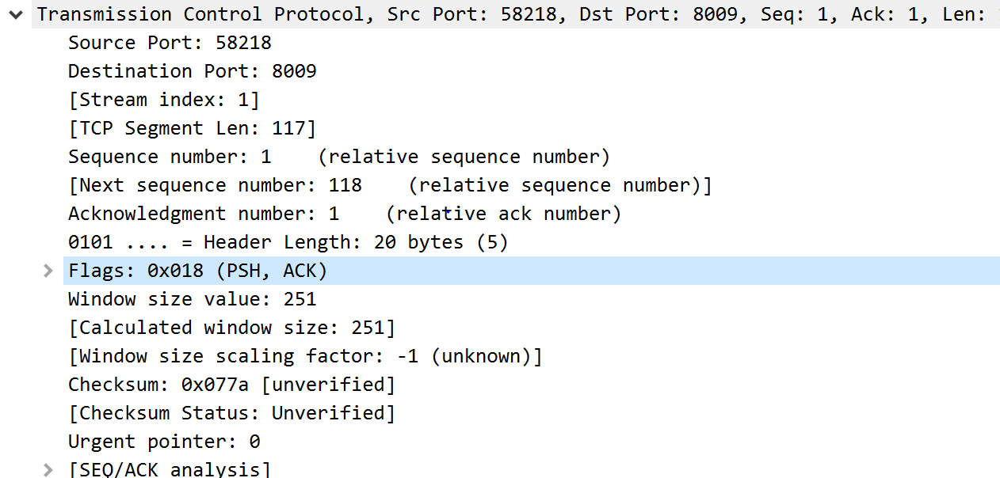 Transmission Control Protocol, Src Port: 58218, Dst Port: 8009, Seq: 1, Ack: 1, Len:
Source Port: 58218
Destination Port: 8009
[Stream index: 1]
[TCP Segment Len: 117]
Sequence number: 1    (relative sequence number)
[Next sequence number: 118    (relative sequence number)]
Acknowledgment number: 1    (relative ack number)
0101 .... = Header Length: 20 bytes (5)
Flags: 0x018 (PSH, ACK)
Window size value: 251
[Calculated window size: 251]
[Window size scaling factor: -1 (unknown)]
Checksum: 0x077a [unverified]
[Checksum Status: Unverified]
Urgent pointer: 0
[SEQ/ACK analysis]